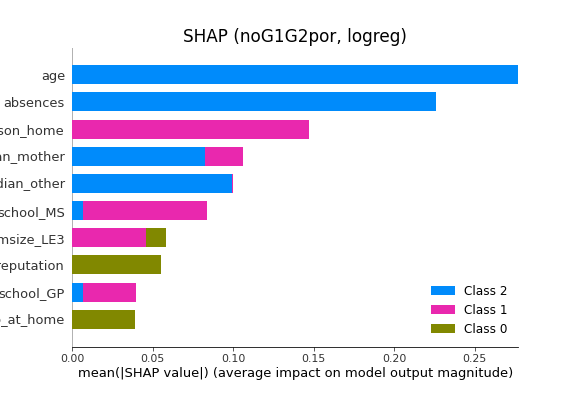 SHAP (noG1G2por, logreg)
age
absences
son_home
an_mother
dian_other
school_MS
msize_LE3
reputation
school_GP
_at_home
Class 2
Class 1
Class 0
0.00 0.05 0.10 0.15 0.20 0.25
mean(|SHAP value|) (average impact on model output magnitude)